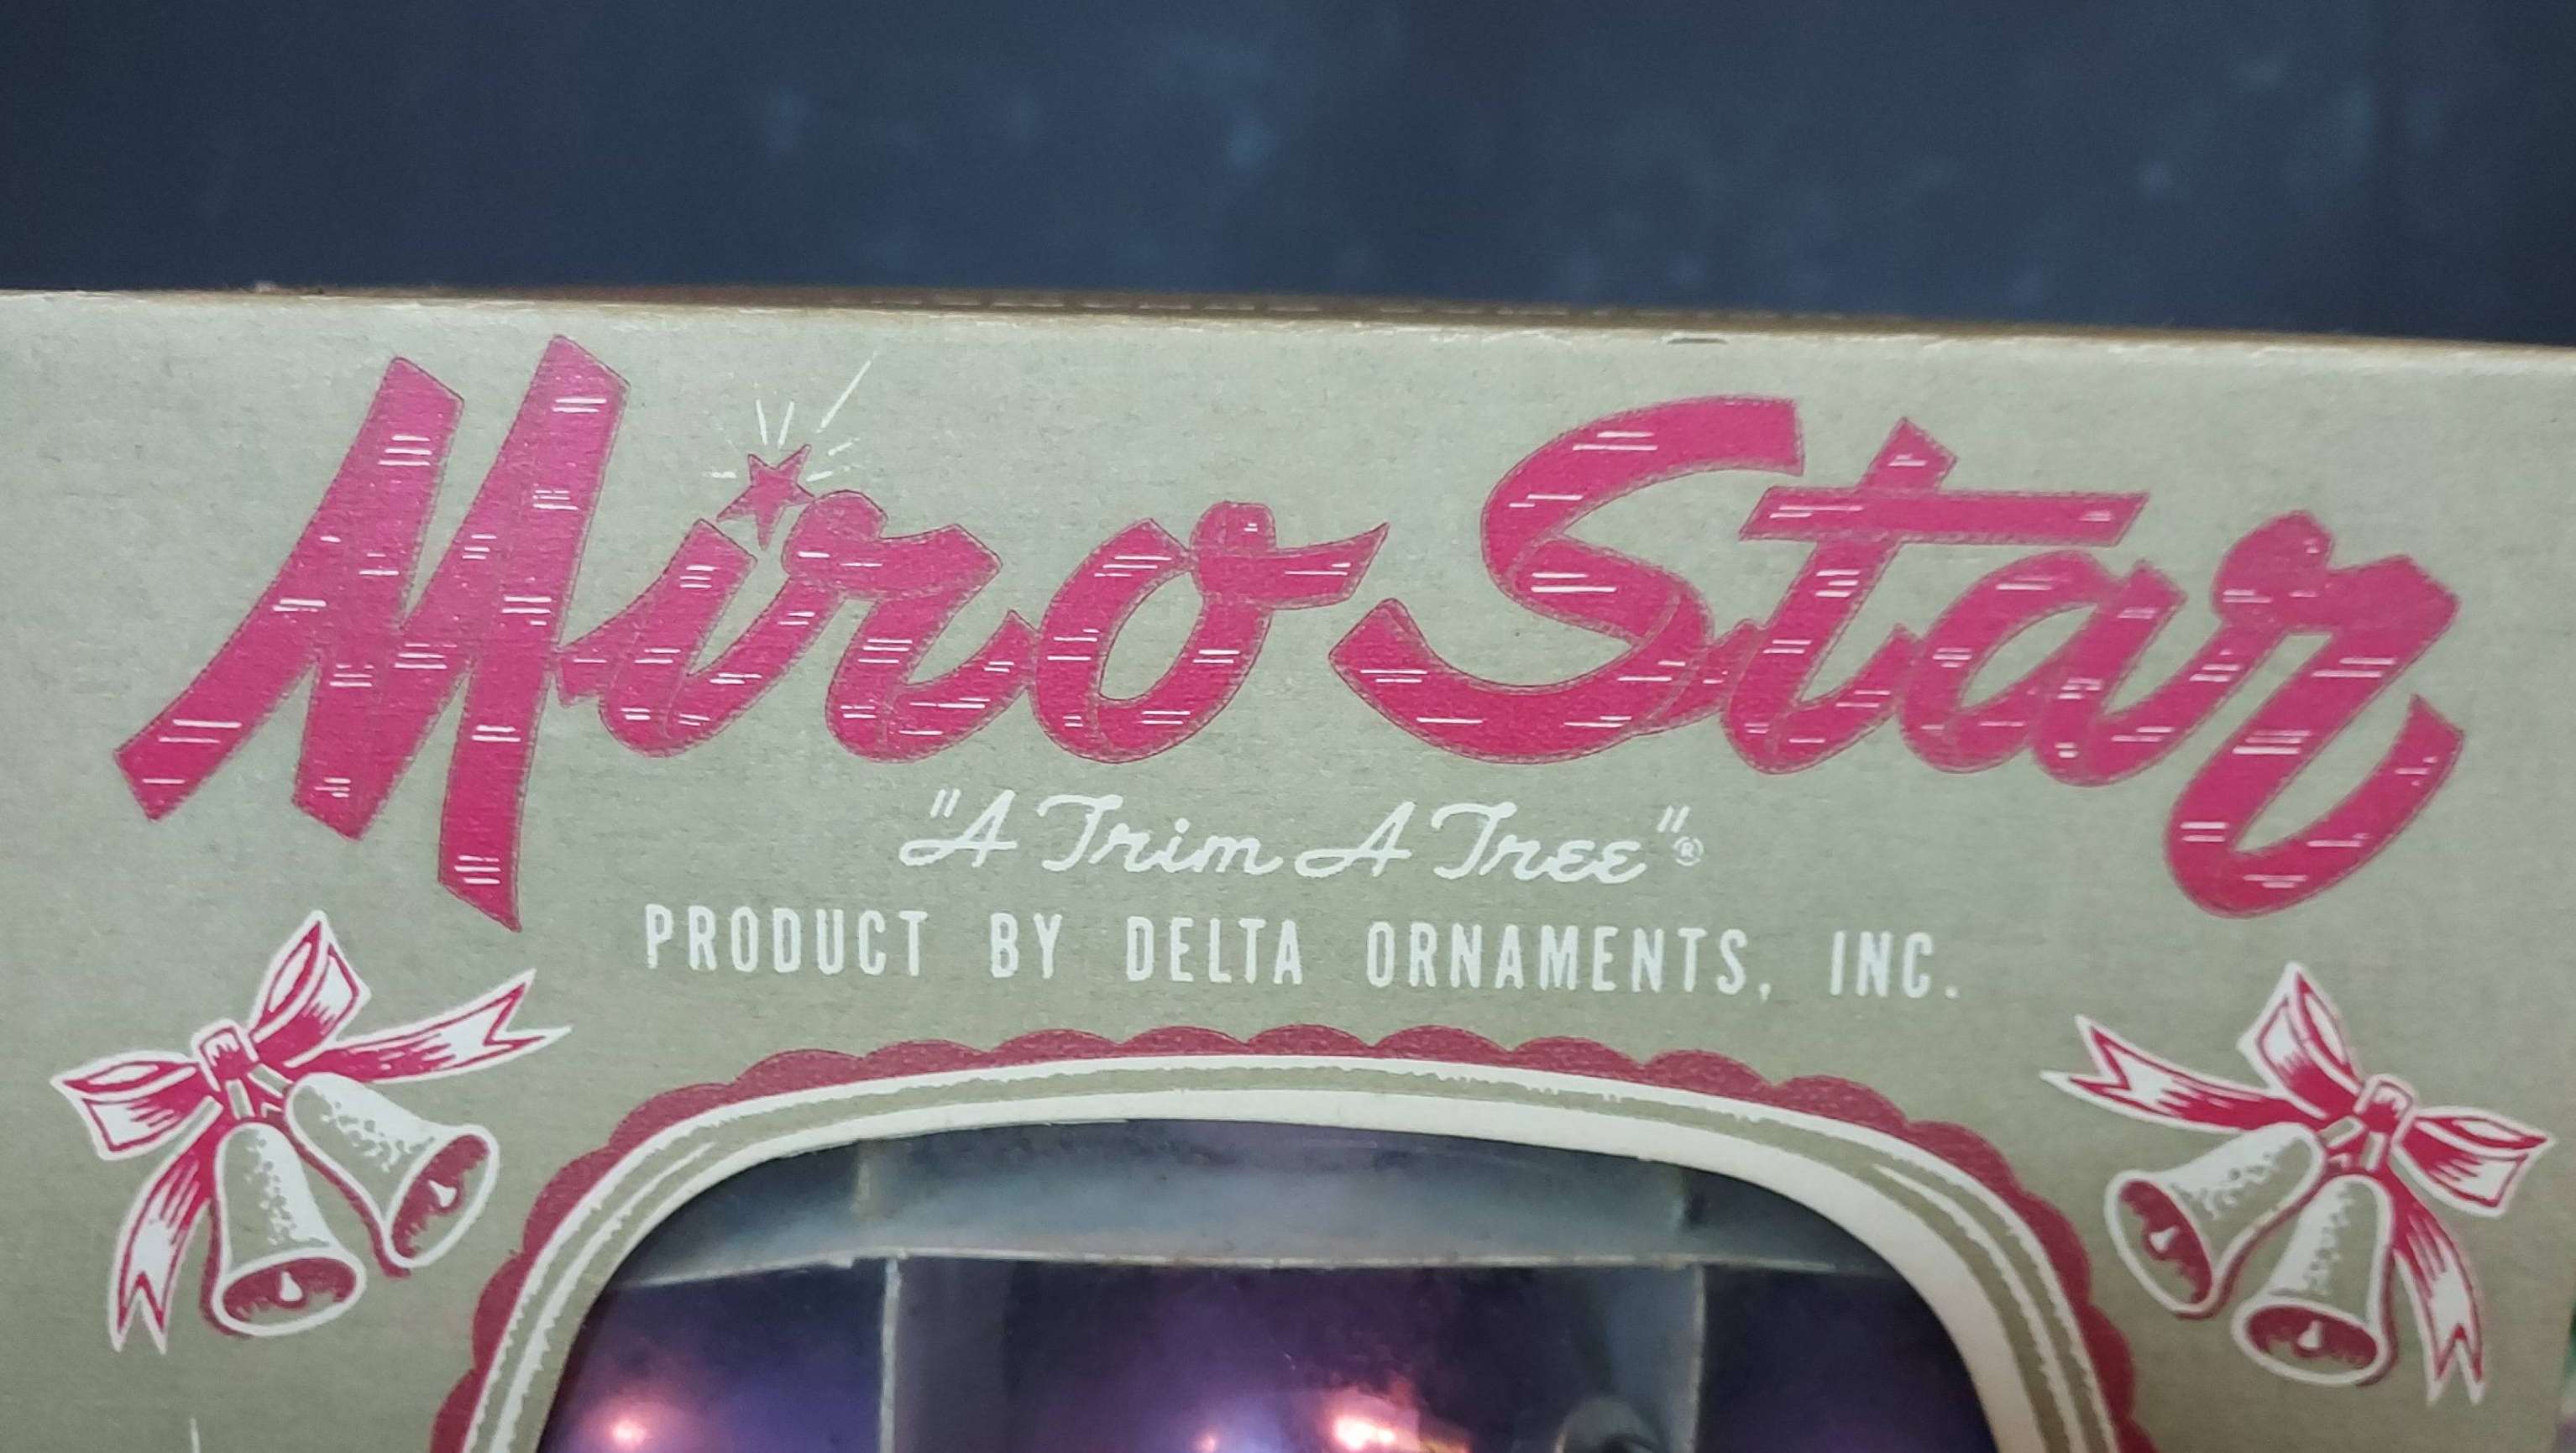 Miro Star
"A Trim A Tree"®
PRODUCT BY DELTA ORNAMENTS, INC.